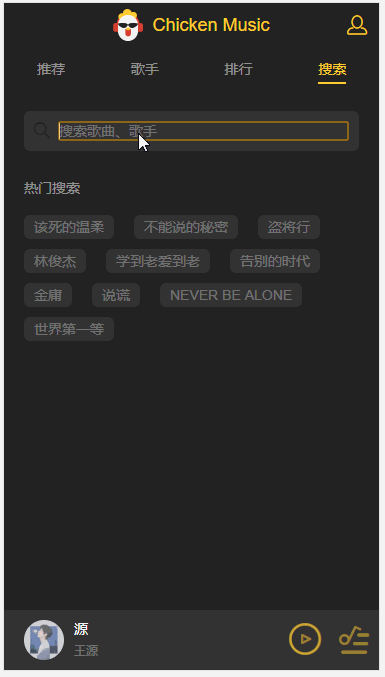 Chicken Music
推荐 歌手 排行 搜索
搜索歌曲、歌手
热门搜索
该死的温柔 不能说的秘密 盗将行
林俊杰 学到老爱到老 告别的时代
金庸 说谎 NEVER BE ALONE
世界第一等
源
王源